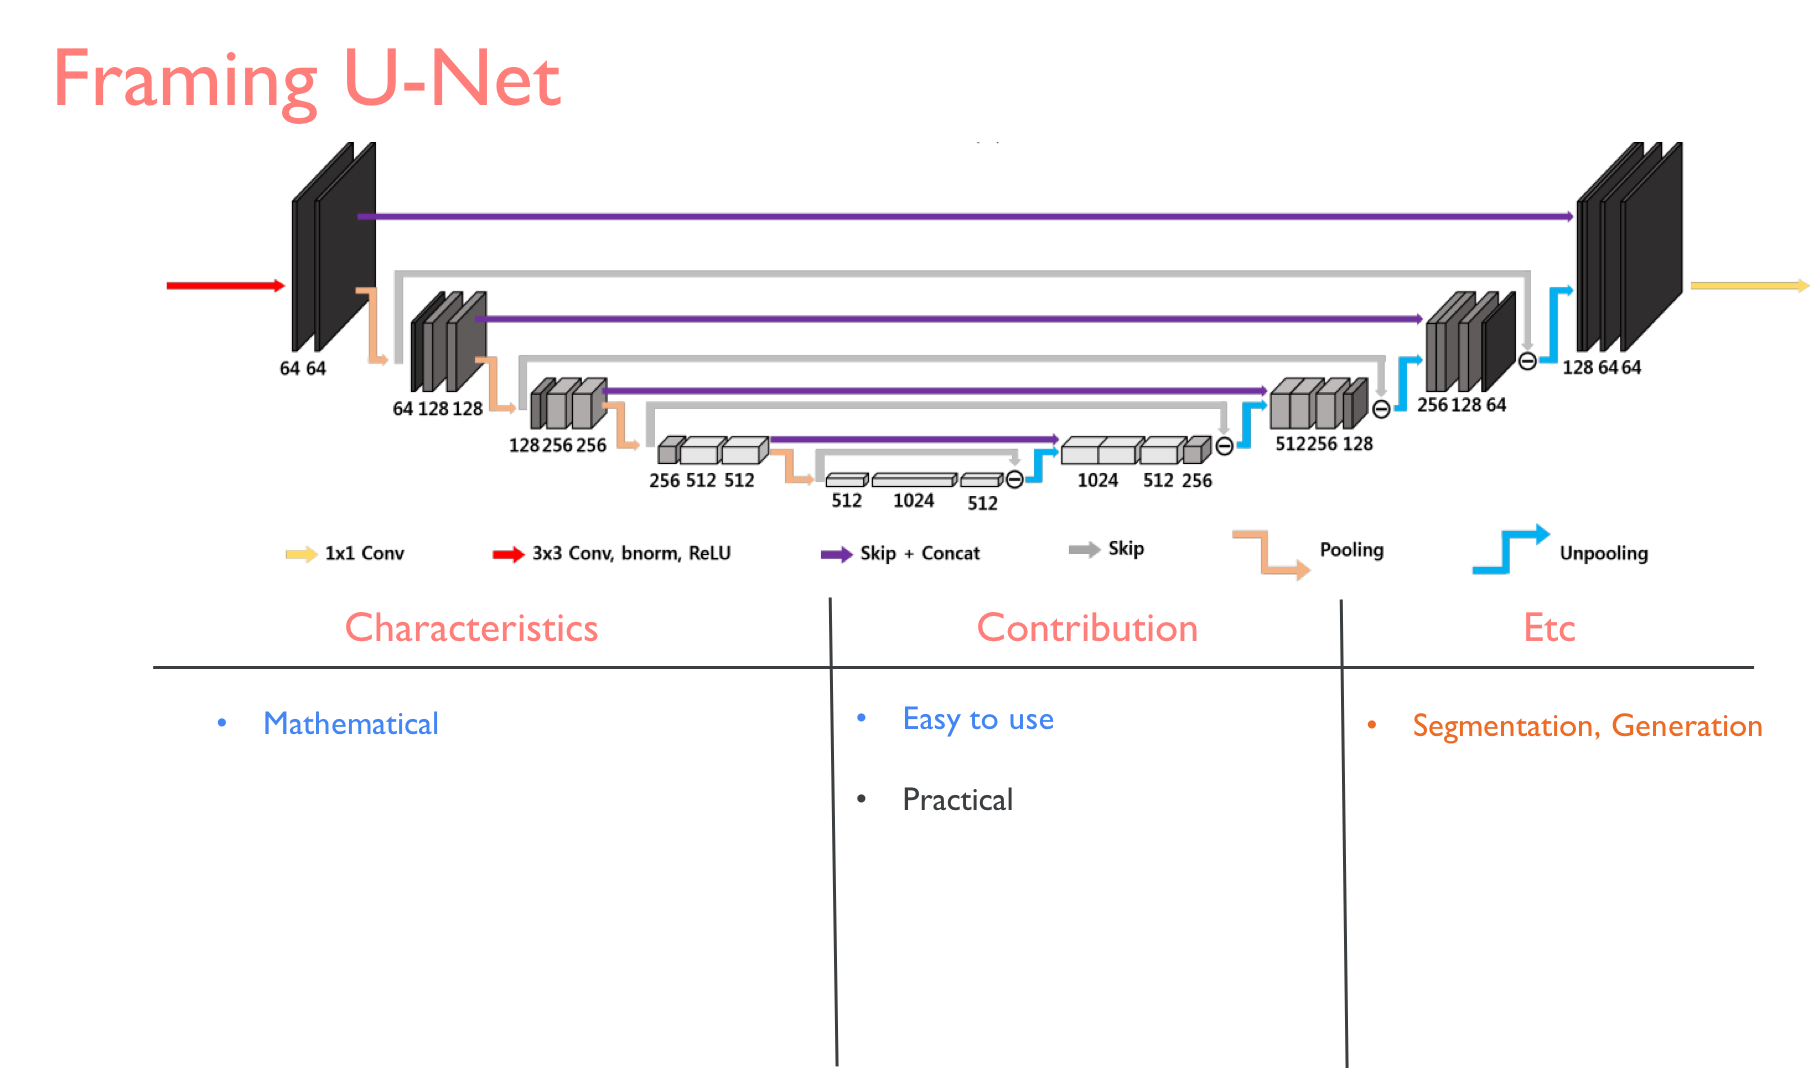 Framing U-Net
64 64
128 64 64
64 128 128
256 128 64
128 256 256
512 256 128
256 512 512
1024 512 256
512 1024 512
1x1 Conv
3x3 Conv, bnorm, ReLU
Skip + Concat
Skip
Pooling
Unpooling
Characteristics
Contribution
Etc
• Mathematical
• Easy to use
• Practical
• Segmentation, Generation